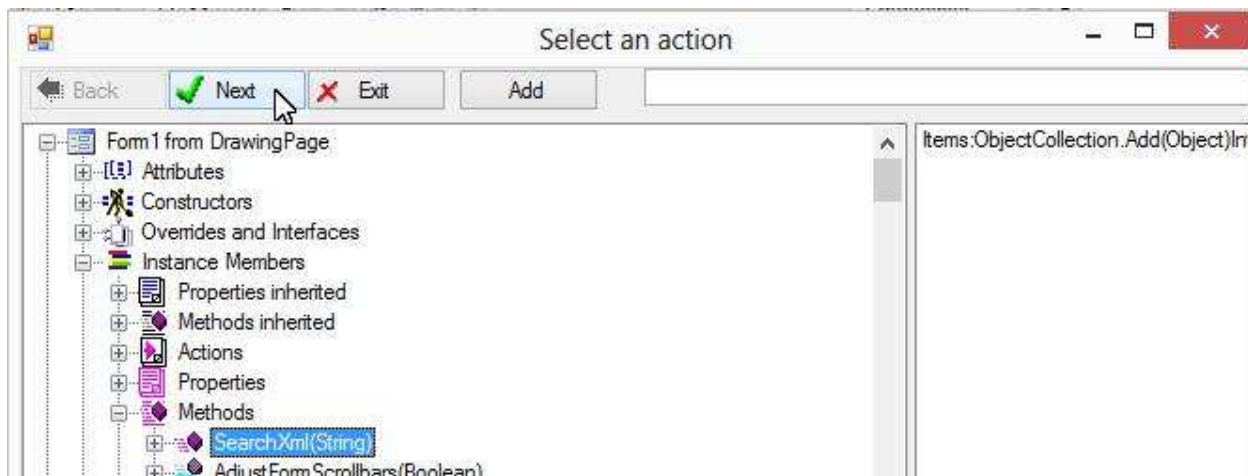 Select an action
Back Next Exit Add
Form1 from DrawingPage
Items:ObjectCollection.Add(Object)In
Attributes
Constructors
Overrides and Interfaces
Instance Members
Properties inherited
Methods inherited
Actions
Properties
Methods
SearchXml(String)
AdjustFormScrollbars(Boolean)